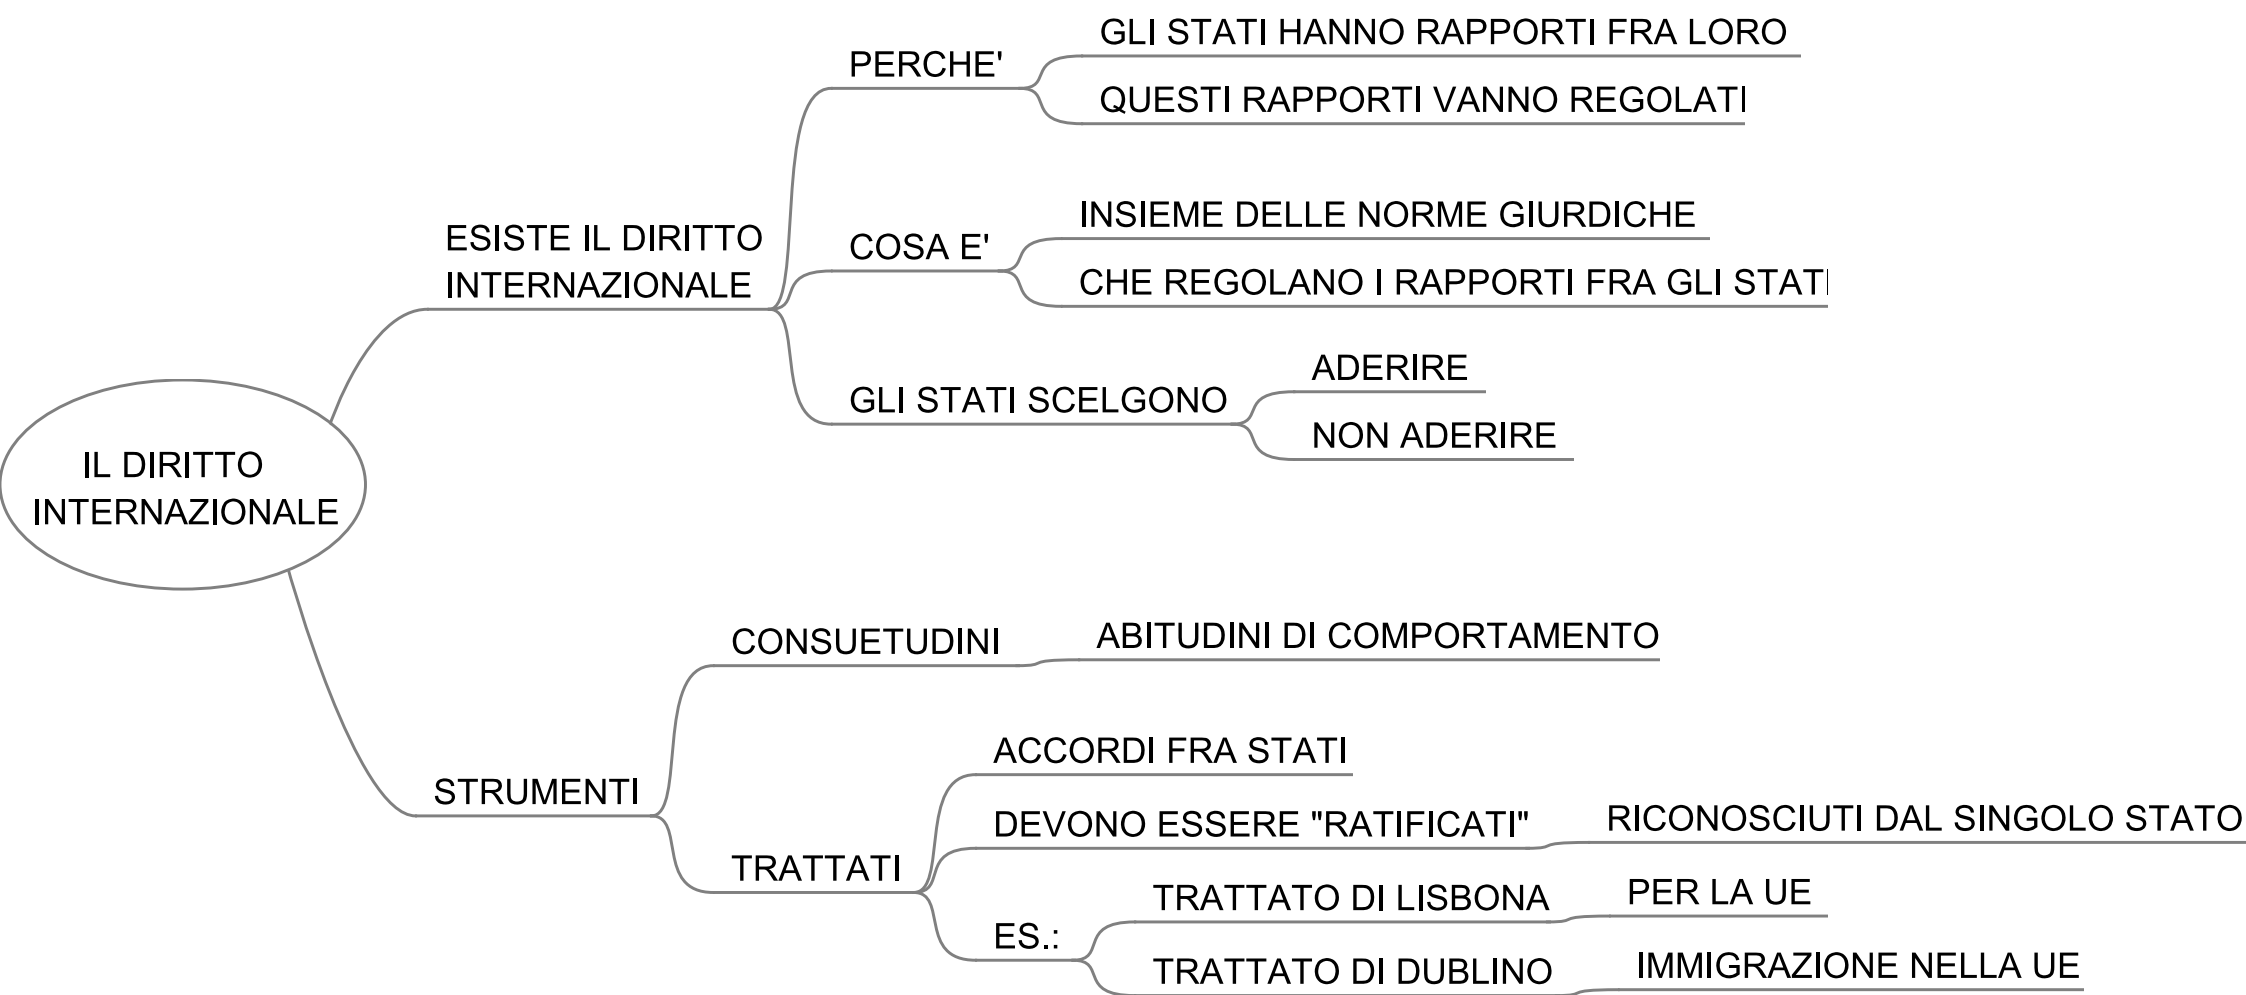 GLI STATI HANNO RAPPORTI FRA LORO
PERCHE'
QUESTI RAPPORTI VANNO REGOLATI
INSIEME DELLE NORME GIURDICHE
ESISTE IL DIRITTO
INTERNAZIONALE
COSA E'
CHE REGOLANO I RAPPORTI FRA GLI STATI
ADERIRE
GLI STATI SCELGONO
NON ADERIRE
IL DIRITTO
INTERNAZIONALE
CONSUETUDINI
ABITUDINI DI COMPORTAMENTO
ACCORDI FRA STATI
STRUMENTI
DEVONO ESSERE "RATIFICATI"
RICONOSCIUTI DAL SINGOLO STATO
TRATTATI
TRATTATO DI LISBONA
PER LA UE
ES.:
TRATTATO DI DUBLINO
IMMIGRAZIONE NELLA UE